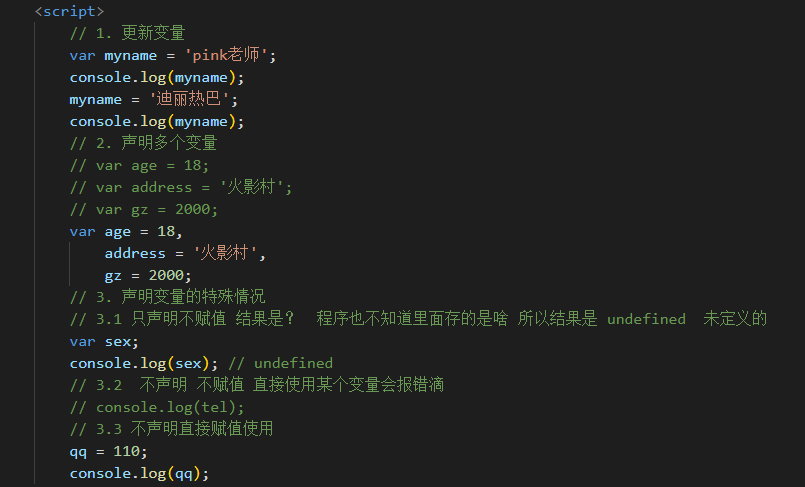 <script>
// 1. 更新变量
var myname = 'pink老师';
console.log(myname);
myname = '迪丽热巴';
console.log(myname);
// 2. 声明多个变量
// var age = 18;
// var address = '火影村';
// var gz = 2000;
var age = 18,
address = '火影村',
gz = 2000;
// 3. 声明变量的特殊情况
// 3.1 只声明不赋值 结果是?  程序也不知道里面存的是啥 所以结果是 undefined  未定义的
var sex;
console.log(sex); // undefined
// 3.2  不声明 不赋值 直接使用某个变量会报错滴
// console.log(tel);
// 3.3 不声明直接赋值使用
qq = 110;
console.log(qq);